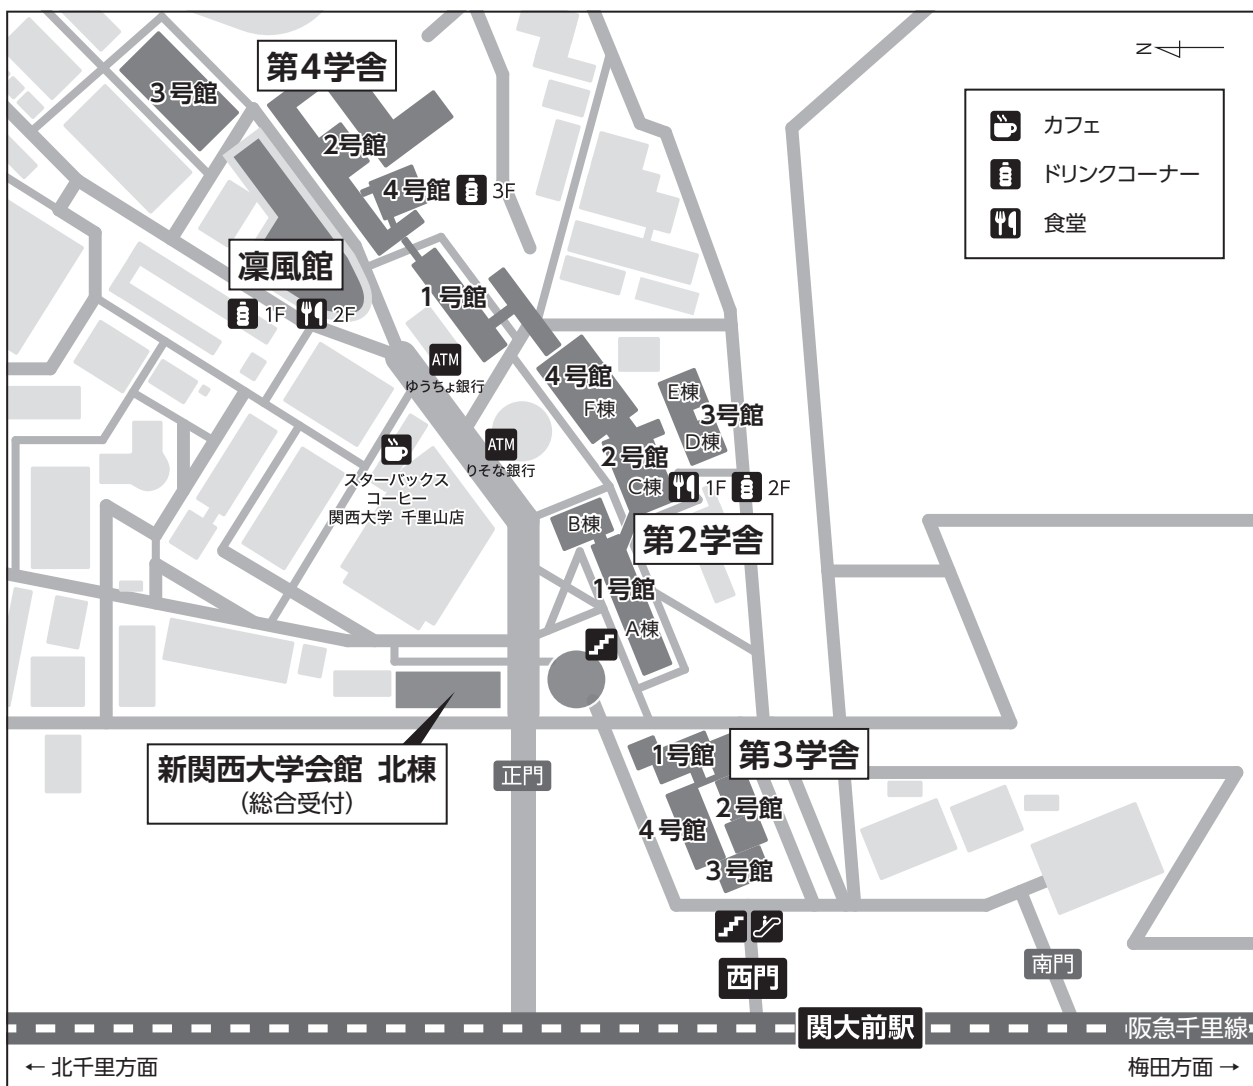 第4学舎
3号館
2号館
4号館 3F
N
カフェ
ドリンクコーナー
食堂
凜風館
1F 2F
1号館
ATM
ゆうちょ銀行
4号館
F棟
E棟
3号館
D棟
ATM
りそな銀行
スターバックス
コーヒー
関西大学 千里山店
2号館
C棟 1F 2F
B棟
第2学舎
1号館
A棟
新関西大学会館 北棟
(総合受付)
正門
1号館
第3学舎
2号館
4号館
3号館
西門
南門
関大前駅
阪急千里線
← 北千里方面
梅田方面 →